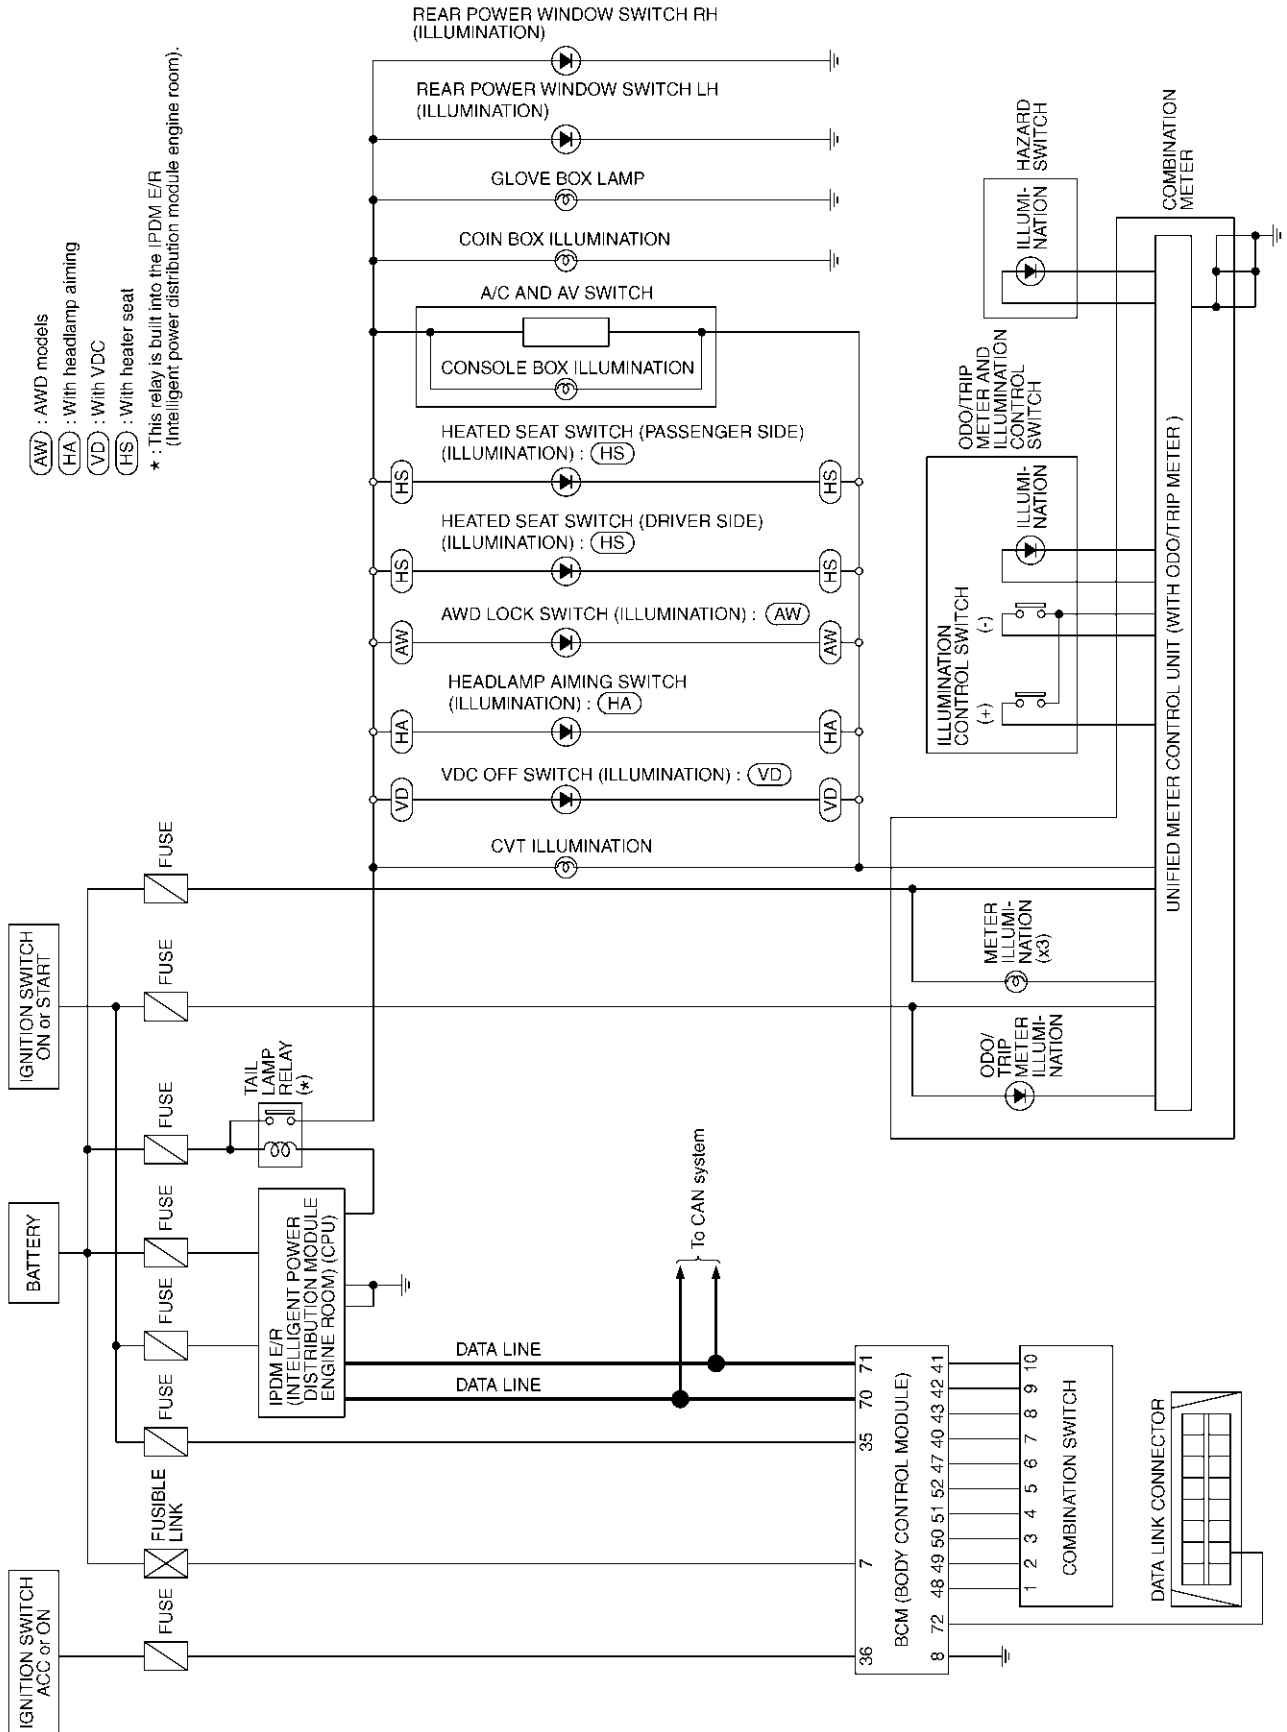 REAR POWER WINDOW SWITCH RH
(ILLUMINATION)
REAR POWER WINDOW SWITCH LH
(ILLUMINATION)
GLOVE BOX LAMP
COIN BOX ILLUMINATION
A/C AND AV SWITCH
CONSOLE BOX ILLUMINATION
HEATED SEAT SWITCH (PASSENGER SIDE)
(ILLUMINATION) : HS
HS
HS
HEATED SEAT SWITCH (DRIVER SIDE)
(ILLUMINATION) : HS
HS
HS
AWD LOCK SWITCH (ILLUMINATION) : AW
AW
AW
HEADLAMP AIMING SWITCH
(ILLUMINATION) : HA
HA
HA
VDC OFF SWITCH (ILLUMINATION) : VD
VD
VD
CVT ILLUMINATION
AW : AWD models
HA : With headlamp aiming
VD : With VDC
HS : With heater seat
* : This relay is built into the IPDM E/R
(Intelligent power distribution module engine room).
IGNITION SWITCH
ACC or ON
BATTERY
IGNITION SWITCH
ON or START
FUSE
FUSIBLE
LINK
FUSE
FUSE
FUSE
FUSE
FUSE
FUSE
TAIL
LAMP
RELAY
(*)
IPDM E/R
(INTELLIGENT POWER
DISTRIBUTION MODULE
ENGINE ROOM) (CPU)
DATA LINE
DATA LINE
To CAN system
36
7
35
70
71
BCM (BODY CONTROL MODULE)
8
72
48
49
50
51
52
47
40
43
42
41
1
2
3
4
5
6
7
8
9
10
COMBINATION SWITCH
DATA LINK CONNECTOR
ODO/
TRIP
METER
ILLUMI-
NATION
METER
ILLUMI-
NATION
(x3)
UNIFIED METER CONTROL UNIT (WITH ODO/TRIP METER )
COMBINATION
METER
ILLUMINATION
CONTROL SWITCH
(+)
(-)
ILLUMI-
NATION
ODO/TRIP
METER AND
ILLUMINATION
CONTROL
SWITCH
ILLUMI-
NATION
HAZARD
SWITCH